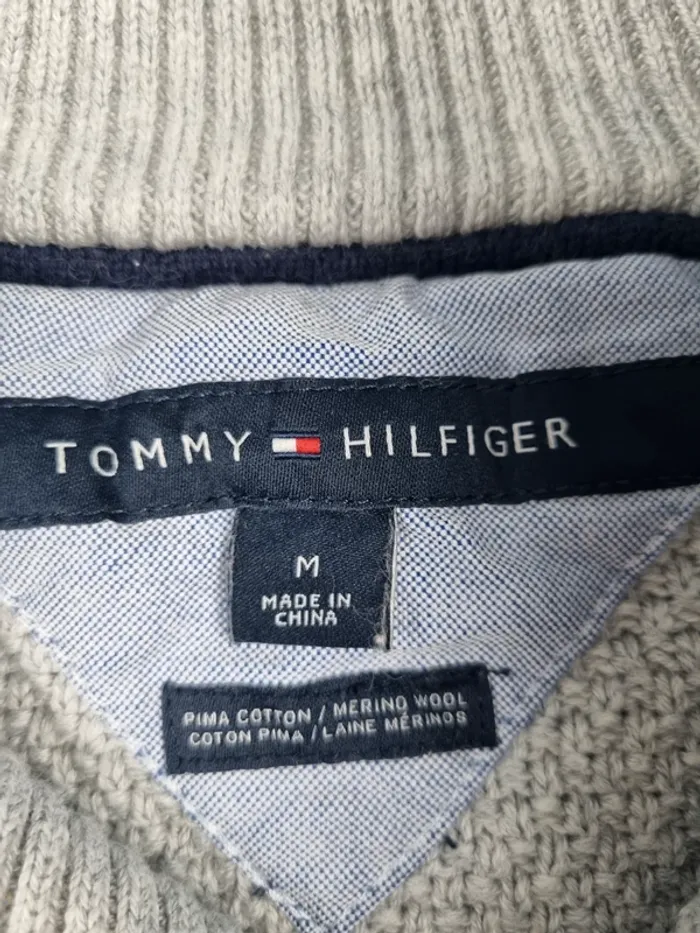 TOMMY HILFIGER
M
MADE IN
CHINA
PIMA COTTON / MERINO WOOL
COTON PIMA / LAINE MÉRINOS